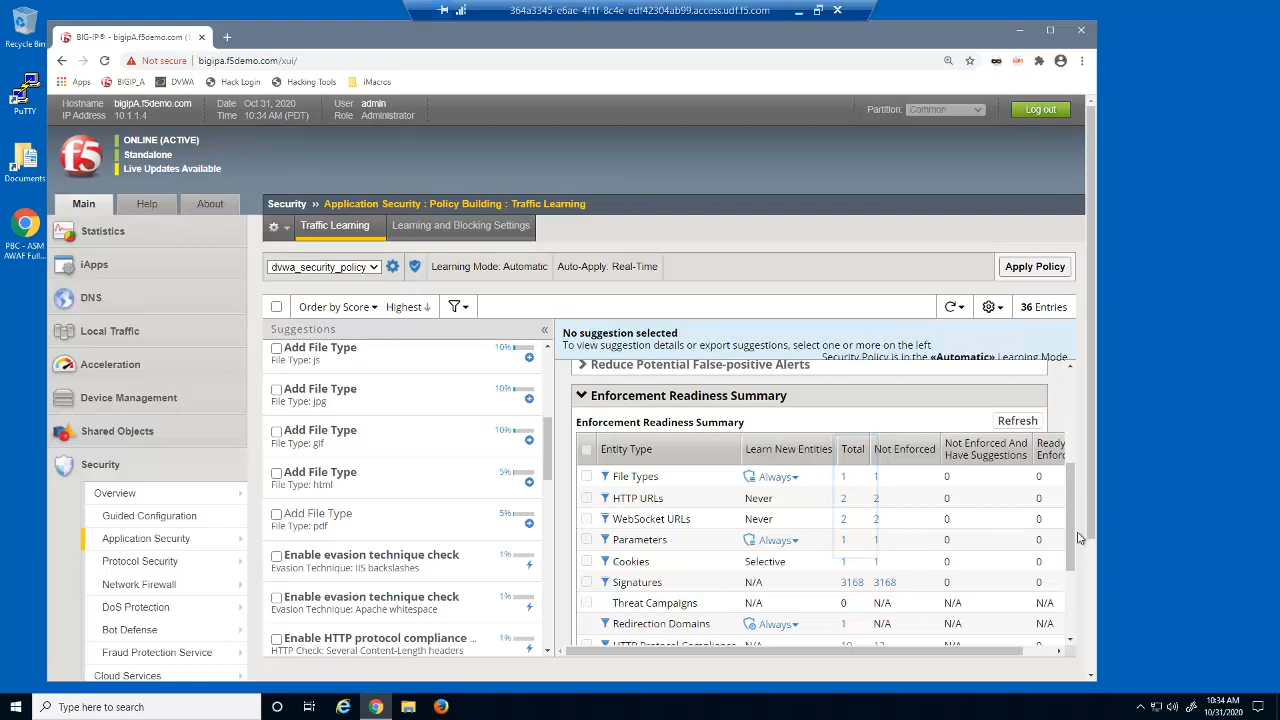 364a3345-e6ae-4f1f-8c4e-edf42304ab99.access.udf.f5.com
Recycle Bin
PuTTY
Documents
PBC - ASM
AWAF Full...
BIG-IP® - bigipA.f5demo.com (1
Not secure
bigipa.f5demo.com/xui/
Apps
BIGIP_A
DVWA
Hack Login
Hacking Tools
iMacros
Hostname bigipA.f5demo.com
IP Address 10.1.1.4
Date Oct 31, 2020
Time 10:34 AM (PDT)
User admin
Role Administrator
Partition: Common
Log out
f5
ONLINE (ACTIVE)
Standalone
Live Updates Available
Main
Help
About
Security ›› Application Security : Policy Building : Traffic Learning
Statistics
iApps
DNS
Local Traffic
Acceleration
Device Management
Shared Objects
Security
Overview
Guided Configuration
Application Security
Protocol Security
Network Firewall
DoS Protection
Bot Defense
Fraud Protection Service
Cloud Services
Traffic Learning
Learning and Blocking Settings
dvwa_security_policy
Learning Mode: Automatic
Auto-Apply: Real-Time
Apply Policy
Order by Score
Highest
36 Entries
Suggestions
Add File Type 10%
File Type: js
Add File Type 10%
File Type: jpg
Add File Type 10%
File Type: gif
Add File Type 5%
File Type: html
Add File Type 5%
File Type: pdf
Enable evasion technique check 1%
Evasion Technique: IIS backslashes
Enable evasion technique check 1%
Evasion Technique: Apache whitespace
Enable HTTP protocol compliance ... 1%
HTTP Check: Several Content-Length headers
No suggestion selected
To view suggestion details or export suggestions, select one or more on the left
Security Policy is in the «Automatic» Learning Mode
Reduce Potential False-positive Alerts
Enforcement Readiness Summary
Enforcement Readiness Summary
Refresh
Entity Type Learn New Entities Total Not Enforced Not Enforced And Have Suggestions Ready Enforc
File Types Always 1 1 0 0
HTTP URLs Never 2 2 0 0
WebSocket URLs Never 2 2 0 0
Parameters Always 1 1 0 0
Cookies Selective 1 1 0 0
Signatures N/A 3168 3168 0 0
Threat Campaigns N/A 0 N/A N/A N/A
Redirection Domains Always 1 N/A N/A N/A
Type here to search
10:34 AM
10/31/2020